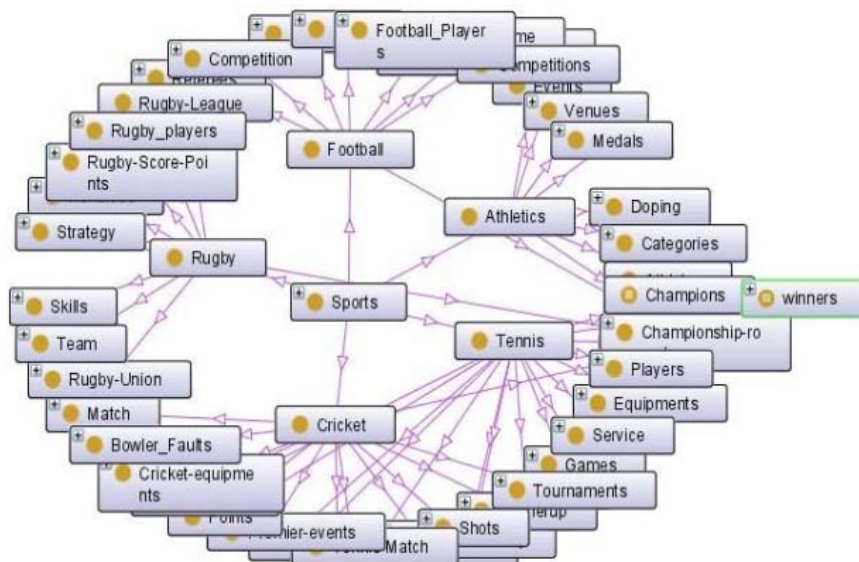 Football_Player
s
Competition
Competitions
Referees
Events
Rugby-League
Venues
Rugby_players
Football
Medals
Rugby-Score-Poi
nts
Doping
Athletics
Strategy
Categories
Rugby
Skills
Sports
Champions
winners
Team
Tennis
Championship-ro
Rugby-Union
Players
Match
Equipments
Cricket
Bowler_Faults
Service
Cricket-equipme
nts
Games
Tournaments
Points
Shots